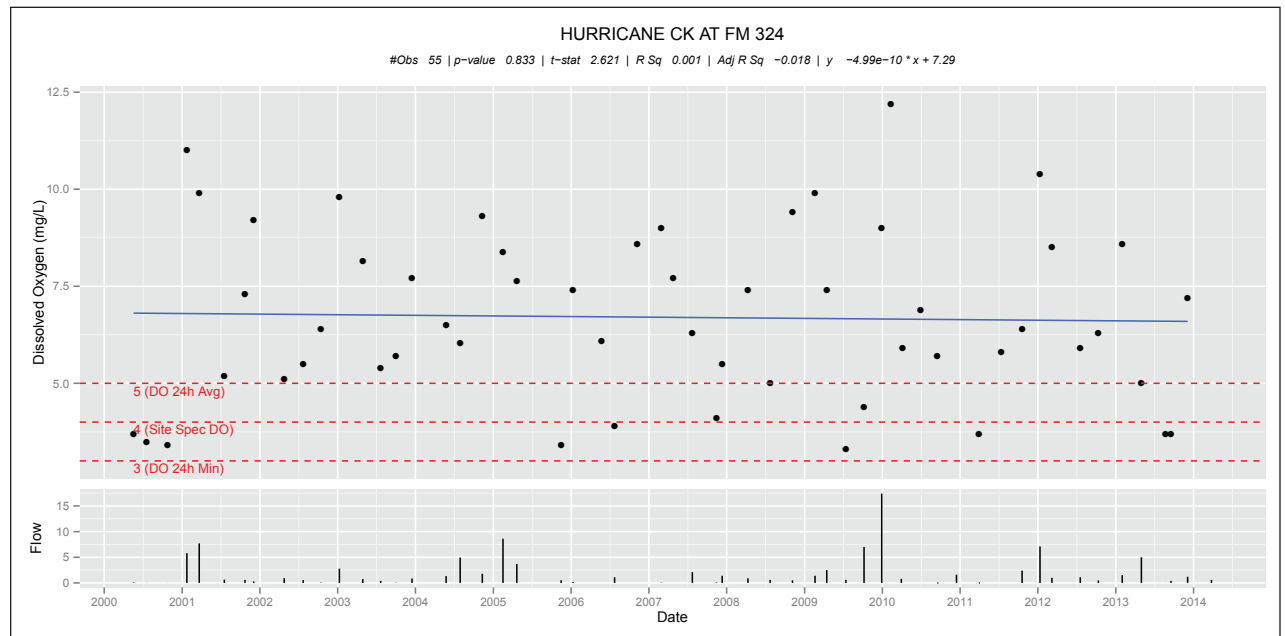 HURRICANE CK AT FM 324
#Obs 55 | p−value 0.833 | t−stat 2.621 | R Sq 0.001 | Adj R Sq −0.018 | y −4.99e−10 * x + 7.29
12.5
10.0
7.5
5.0
Dissolved Oxygen (mg/L)
5 (DO 24h Avg)
4 (Site Spec DO)
3 (DO 24h Min)
15
10
5
0
Flow
2000 2001 2002 2003 2004 2005 2006 2007 2008 2009 2010 2011 2012 2013 2014
Date